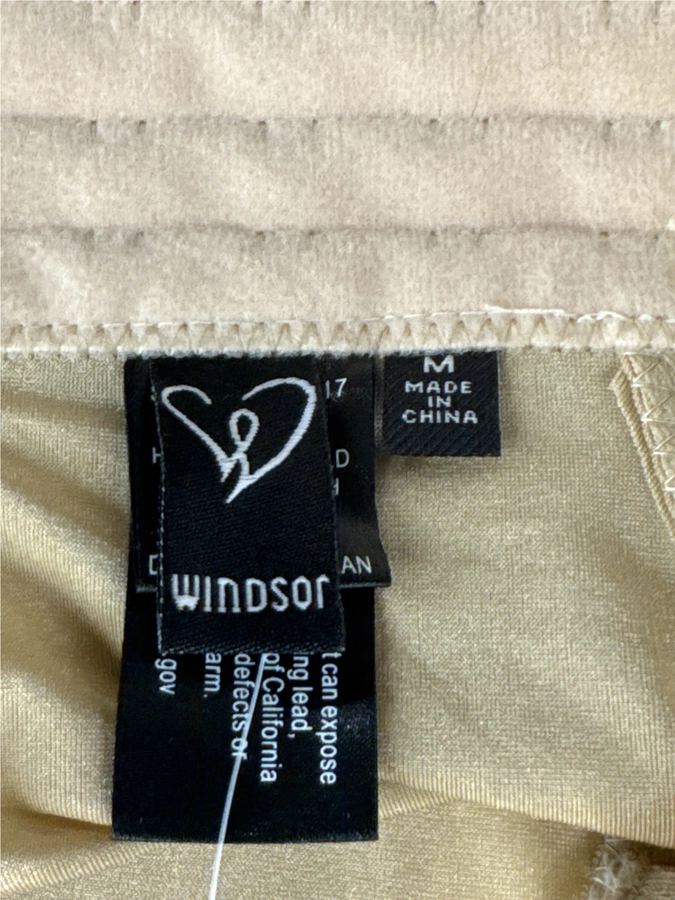 WINDSOR
M
MADE
IN
CHINA
17
D
H
AN
t can expose
ng lead,
of California
defects or
arm.
gov